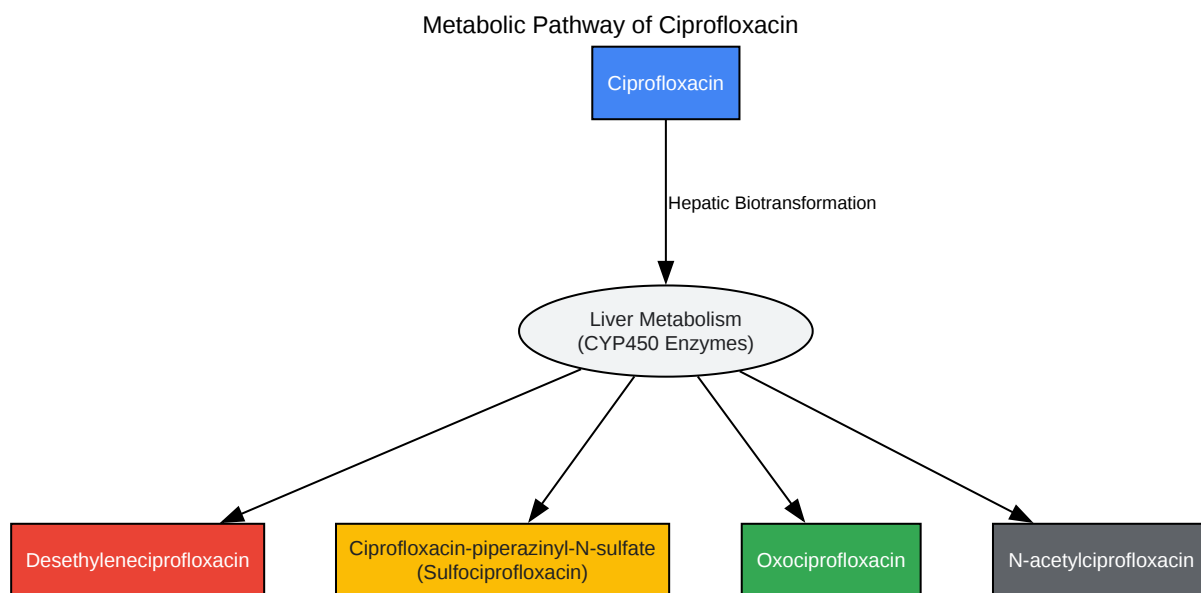 Metabolic Pathway of Ciprofloxacin
Ciprofloxacin
Hepatic Biotransformation
Liver Metabolism
(CYP450 Enzymes)
Desethyleneciprofloxacin
Ciprofloxacin-piperazinyl-N-sulfate
(Sulfociprofloxacin)
Oxociprofloxacin
N-acetylciprofloxacin